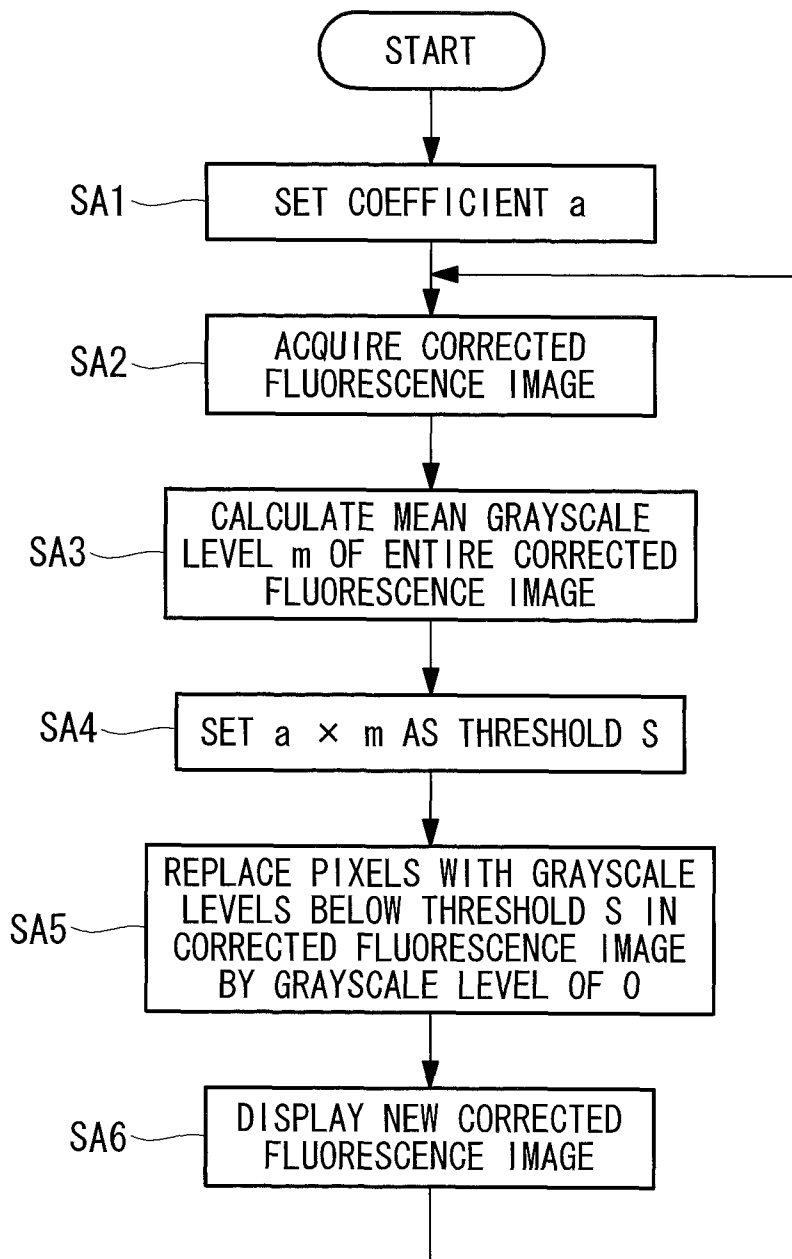 START
SA1
SET COEFFICIENT a
SA2
ACQUIRE CORRECTED
FLUORESCENCE IMAGE
SA3
CALCULATE MEAN GRAYSCALE
LEVEL m OF ENTIRE CORRECTED
FLUORESCENCE IMAGE
SA4
SET a × m AS THRESHOLD S
SA5
REPLACE PIXELS WITH GRAYSCALE
LEVELS BELOW THRESHOLD S IN
CORRECTED FLUORESCENCE IMAGE
BY GRAYSCALE LEVEL OF 0
SA6
DISPLAY NEW CORRECTED
FLUORESCENCE IMAGE